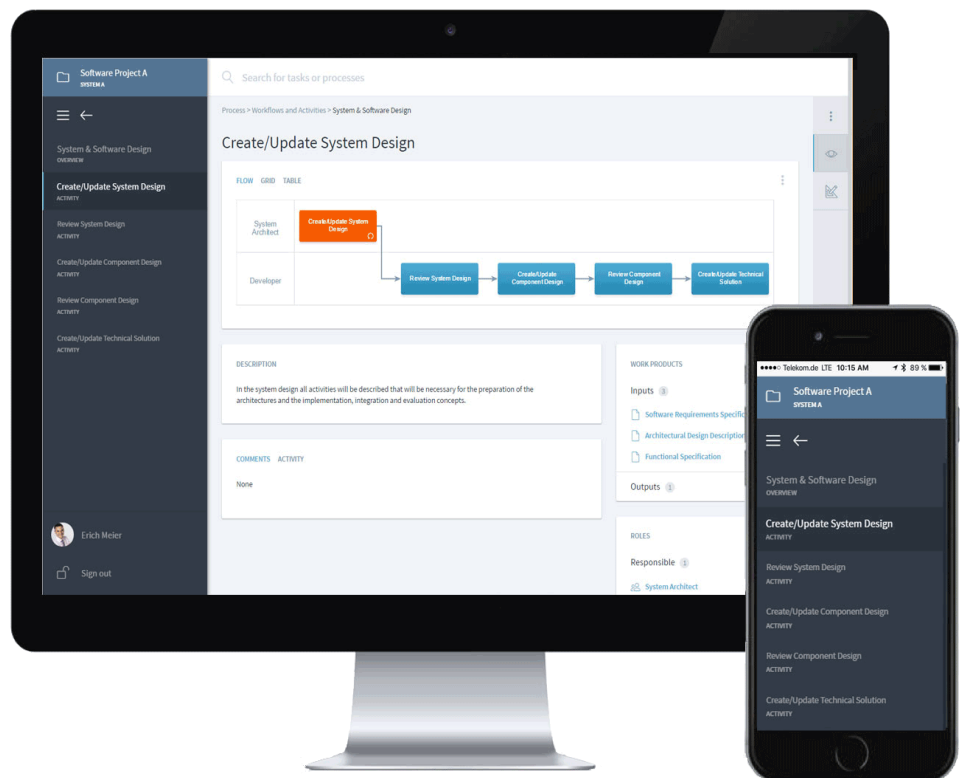 Software Project A
SYSTEM A
Search for tasks or processes
Process > Workflows and Activities > System & Software Design
System & Software Design
OVERVIEW
Create/Update System Design
ACTIVITY
Review System Design
ACTIVITY
Create/Update Component Design
ACTIVITY
Review Component Design
ACTIVITY
Create/Update Technical Solution
ACTIVITY
Erich Meier
Sign out
Create/Update System Design
FLOW GRID TABLE
System
Architect
Create/Update System
Design
Developer
Review System Design
Create/Update
Component Design
Review Component
Design
Create/Update Technical
Solution
DESCRIPTION
In the system design all activities will be described that will be necessary for the preparation of the
architectures and the implementation, integration and evaluation concepts.
COMMENTS ACTIVITY
None
WORK PRODUCTS
Inputs 3
Software Requirements Specific
Architectural Design Description
Functional Specification
Outputs 1
ROLES
Responsible 1
System Architect
Telekom.de LTE 10:15 AM 89 %
Software Project A
SYSTEM A
System & Software Design
OVERVIEW
Create/Update System Design
ACTIVITY
Review System Design
ACTIVITY
Create/Update Component Design
ACTIVITY
Review Component Design
ACTIVITY
Create/Update Technical Solution
ACTIVITY